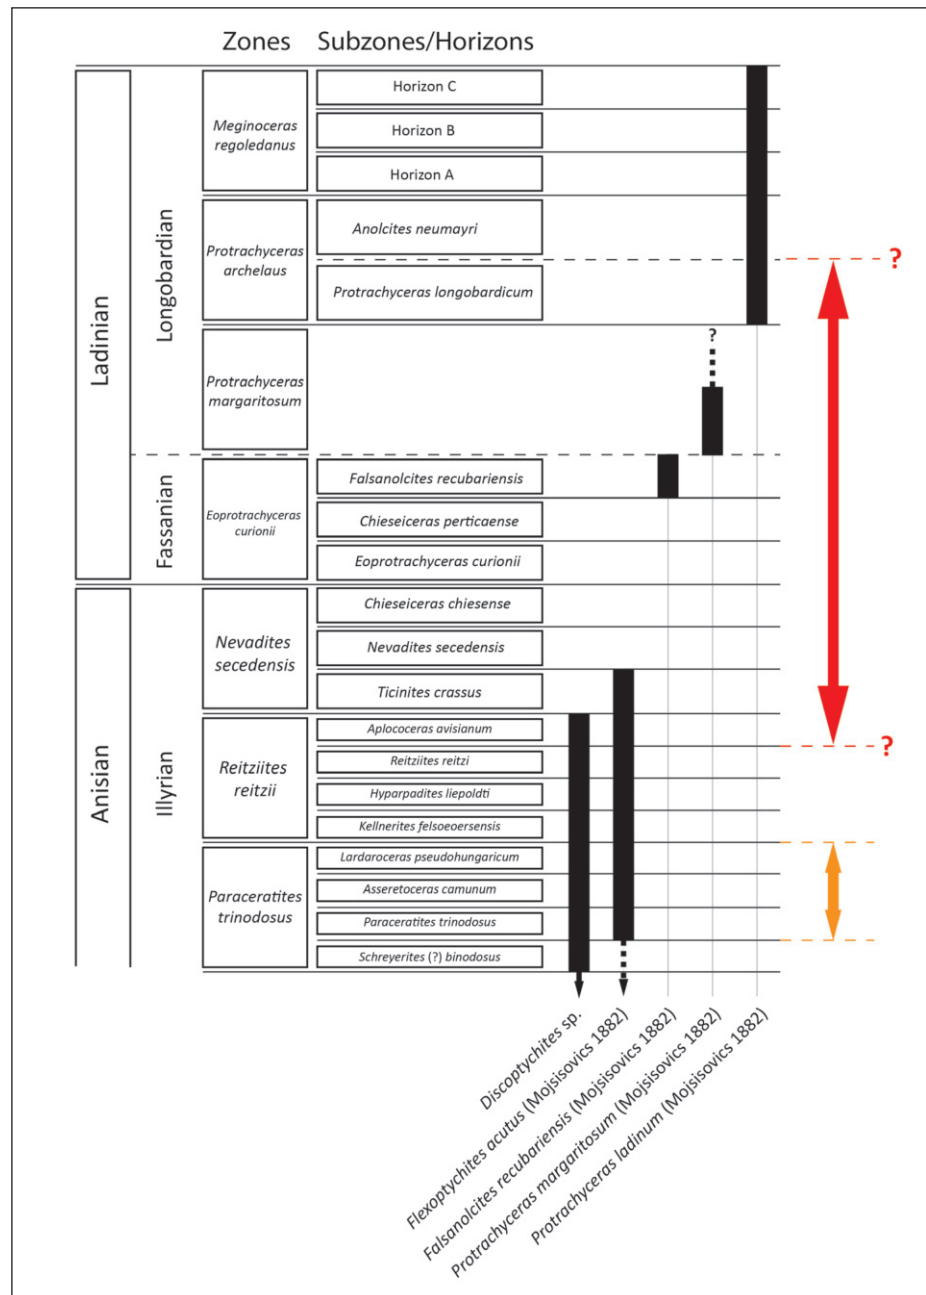 Zones Subzones/Horizons
Ladinian
Longobardian
Meginoceras
regoledanus
Horizon C
Horizon B
Horizon A
Protrachyceras
archelaus
Anolcites neumayri
Protrachyceras longobardicum
?
Protrachyceras
margaritosum
?
Fassanian
Eoprotrachyceras
curionii
Falsanolcites recubariensis
Chieseiceras perticaense
Eoprotrachyceras curionii
Anisian
Illyrian
Nevadites
secedensis
Chieseiceras chiesense
Nevadites secedensis
Ticinites crassus
Reitziites
reitzii
Aplococeras avisianum
?
Reitziites reitzi
Hyparpadites liepoldti
Kellnerites felsoeoersensis
Paraceratites
trinodosus
Lardaroceras pseudohungaricum
Asseretoceras camunum
Paraceratites trinodosus
Schreyerites (?) binodosus
Discoptychites sp.
Flexoptychites acutus (Mojsisovics 1882)
Falsanolcites recubariensis (Mojsisovics 1882)
Protrachyceras margaritosum (Mojsisovics 1882)
Protrachyceras ladinum (Mojsisovics 1882)